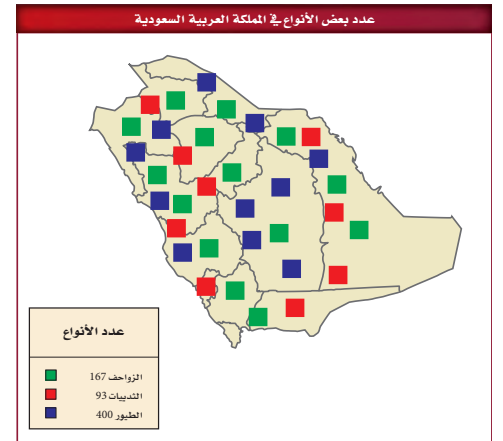 عدد بعض الأنواع في المملكة العربية السعودية
عدد الأنواع
الزواحف 167
الثدييات 93
الطيور 400